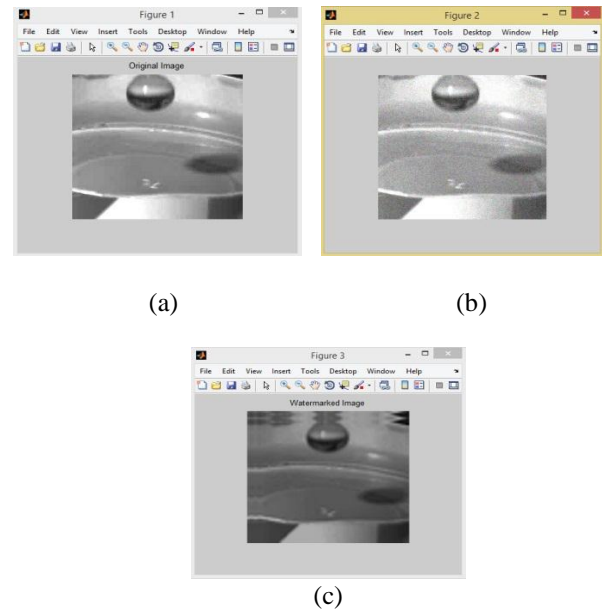 Figure 1
File Edit View Insert Tools Desktop Window Help
Original Image
Figure 2
File Edit View Insert Tools Desktop Window Help
(a)
(b)
Figure 3
File Edit View Insert Tools Desktop Window Help
Watermarked Image
(c)